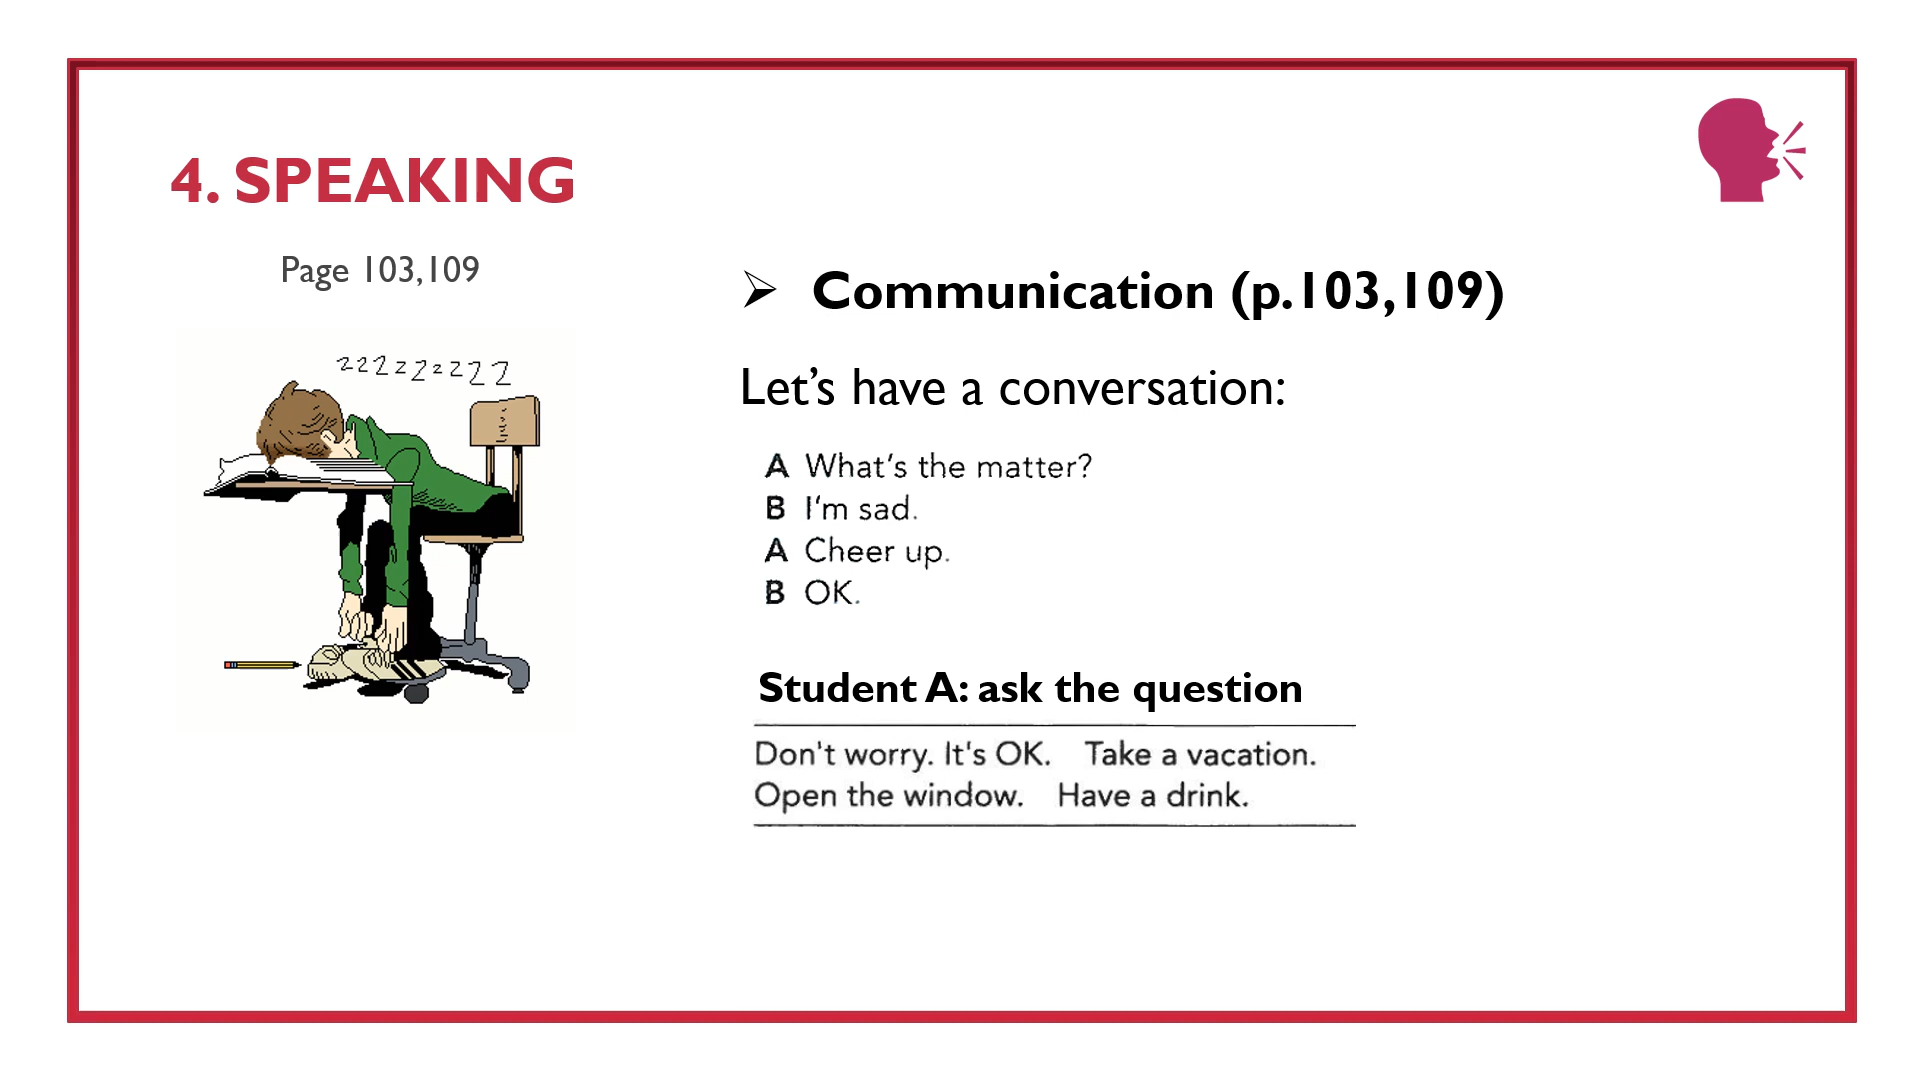 4. SPEAKING
Page 103,109
zzzzzzzzz
➢ Communication (p.103,109)
Let's have a conversation:
A What's the matter?
B I'm sad.
A Cheer up.
B OK.
Student A: ask the question
Don't worry. It's OK. Take a vacation.
Open the window. Have a drink.